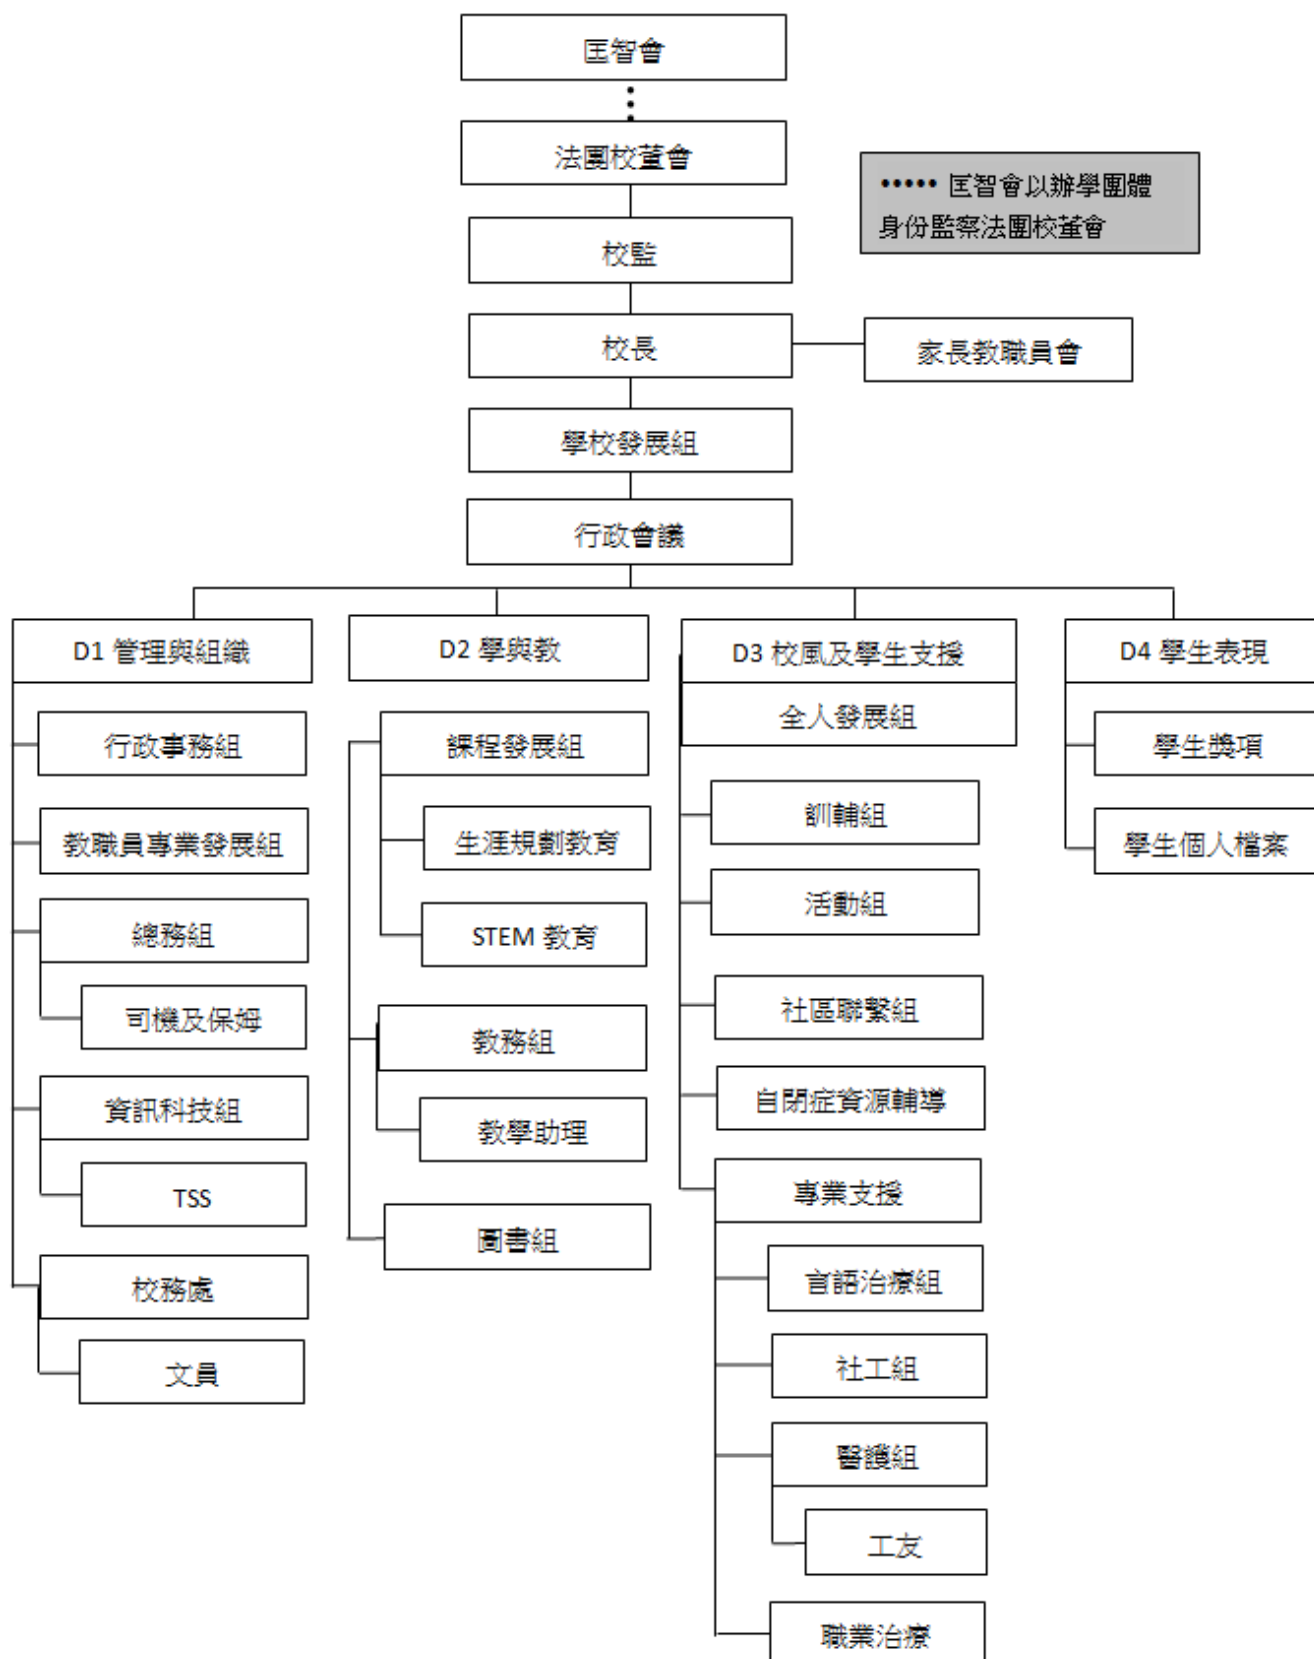 匡智會
法團校董會
••••• 匡智會以辦學團體
身份監察法團校董會
校監
校長
家長教職員會
學校發展組
行政會議
D1 管理與組織
行政事務組
教職員專業發展組
總務組
司機及保姆
資訊科技組
TSS
校務處
文員
D2 學與教
課程發展組
生涯規劃教育
STEM 教育
教務組
教學助理
圖書組
D3 校風及學生支援
全人發展組
訓輔組
活動組
社區聯繫組
自閉症資源輔導
專業支援
言語治療組
社工組
醫護組
工友
職業治療
D4 學生表現
學生獎項
學生個人檔案